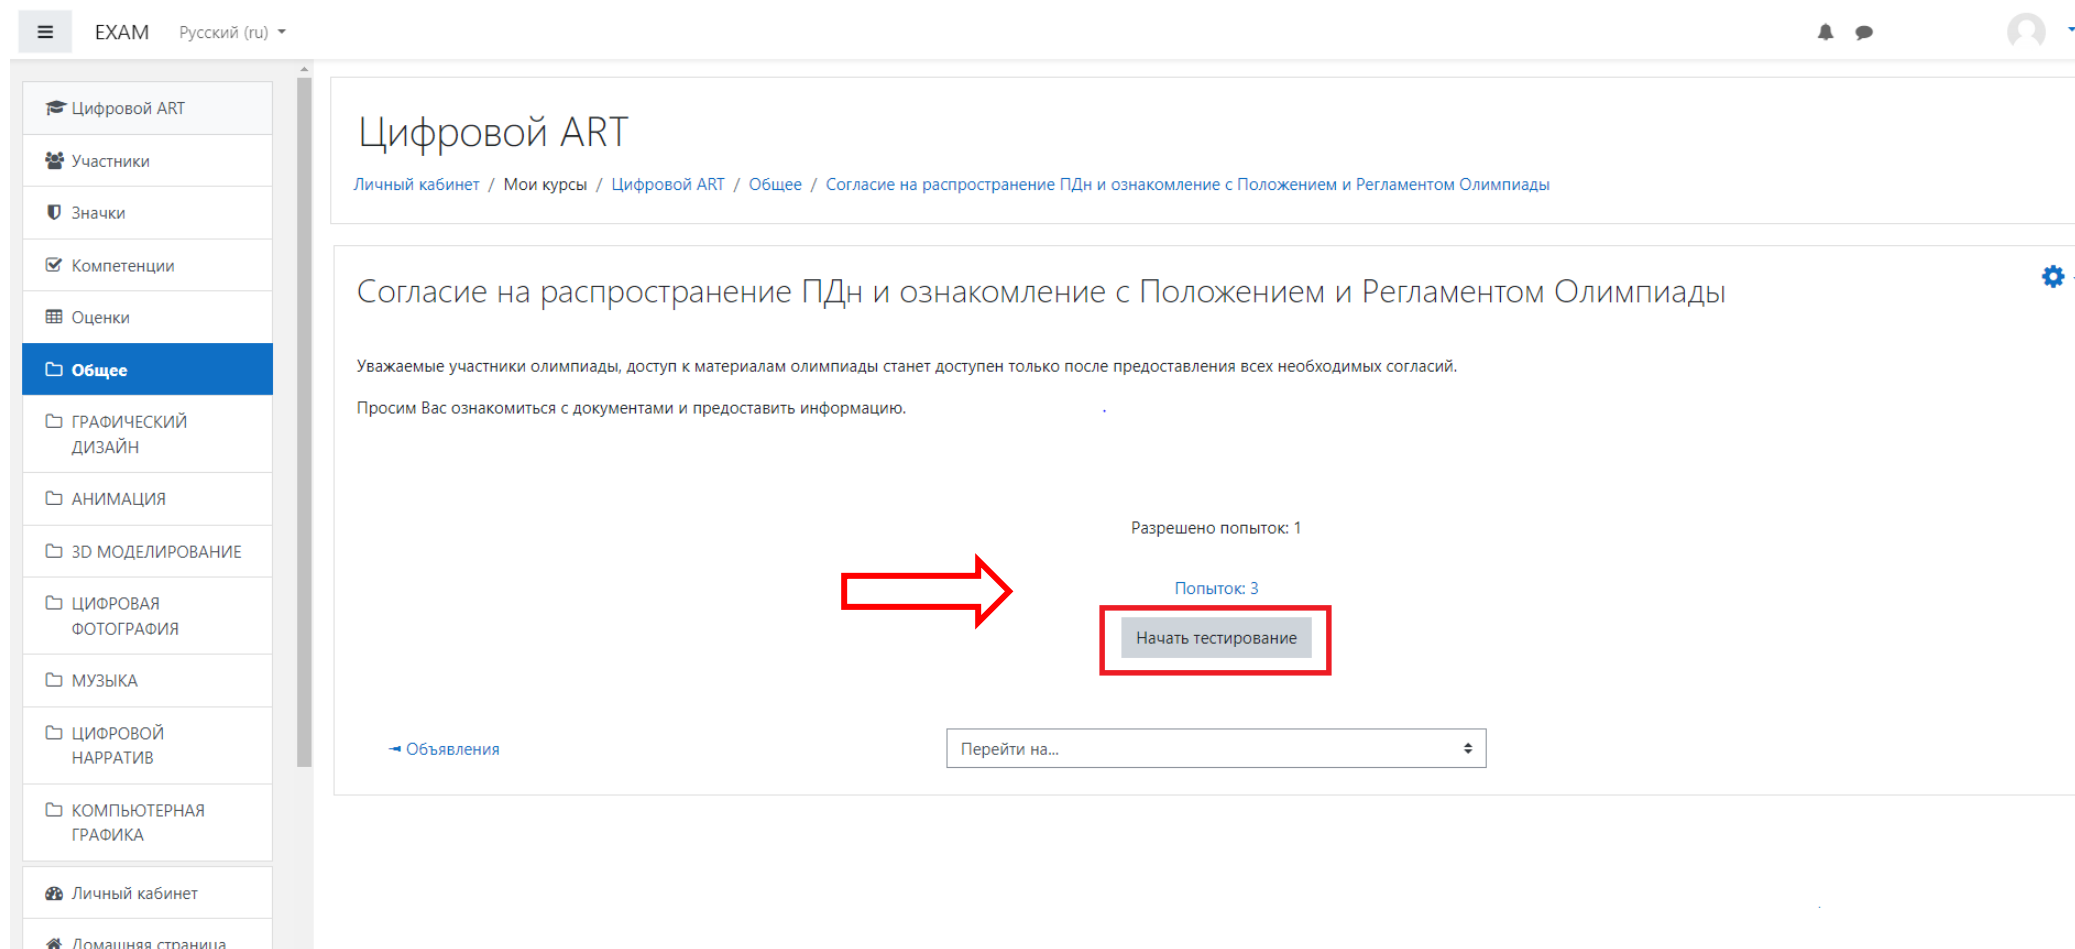 EXAM Русский (ru)
Цифровой ART
Участники
Значки
Компетенции
Оценки
Общее
ГРАФИЧЕСКИЙ
ДИЗАЙН
АНИМАЦИЯ
3D МОДЕЛИРОВАНИЕ
ЦИФРОВАЯ
ФОТОГРАФИЯ
МУЗЫКА
ЦИФРОВОЙ
НАРРАТИВ
КОМПЬЮТЕРНАЯ
ГРАФИКА
Личный кабинет
Домашняя страница
Цифровой ART
Личный кабинет / Мои курсы / Цифровой ART / Общее / Согласие на распространение ПДн и ознакомление с Положением и Регламентом Олимпиады
Согласие на распространение ПДн и ознакомление с Положением и Регламентом Олимпиады
Уважаемые участники олимпиады, доступ к материалам олимпиады станет доступен только после предоставления всех необходимых согласий.
Просим Вас ознакомиться с документами и предоставить информацию.
Разрешено попыток: 1
Попыток: 3
Начать тестирование
Объявления
Перейти на...